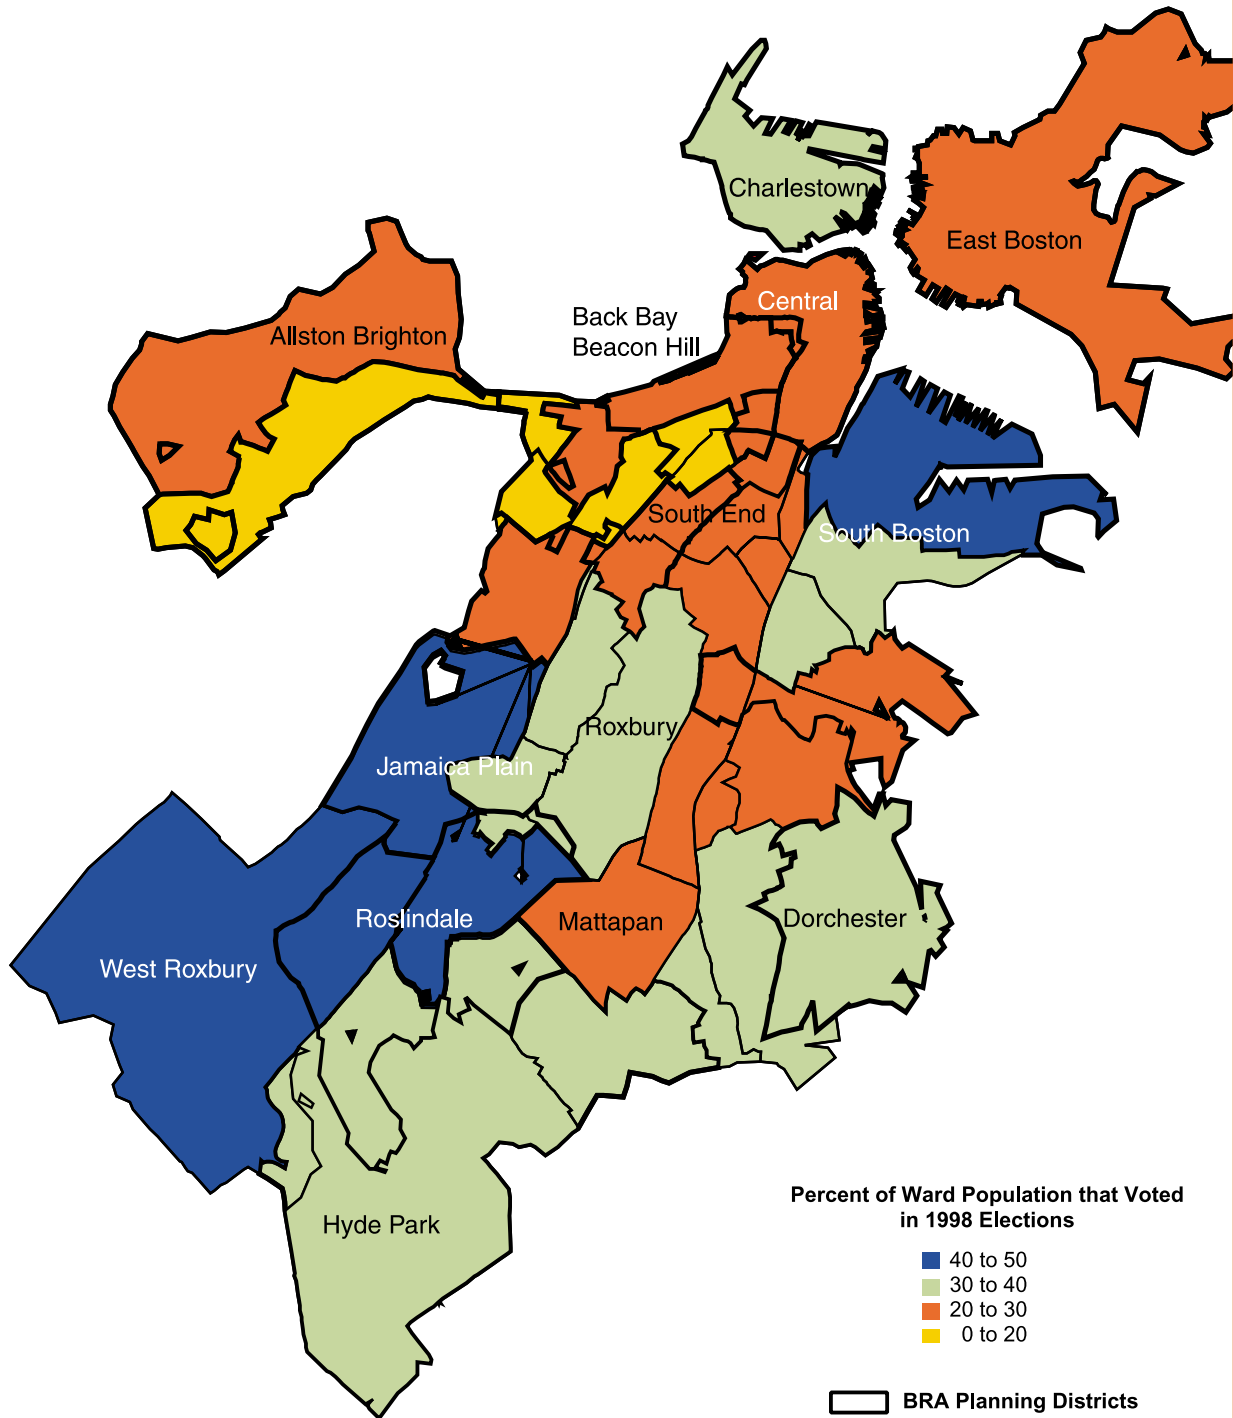 Charlestown
East Boston
Central
Back Bay
Beacon Hill
Allston Brighton
South End
South Boston
Roxbury
Jamaica Plain
Roslindale
Mattapan
Dorchester
West Roxbury
Hyde Park
Percent of Ward Population that Voted
in 1998 Elections
40 to 50
30 to 40
20 to 30
0 to 20
BRA Planning Districts